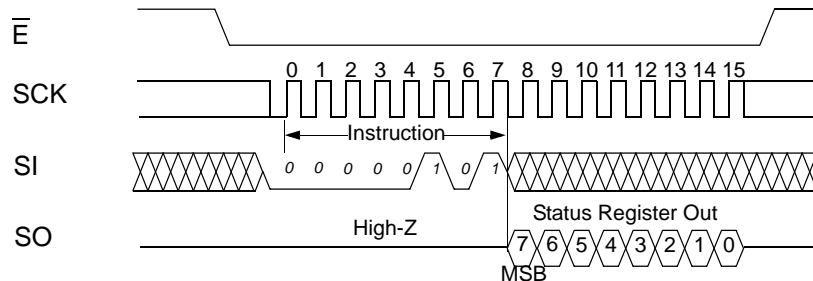 E
0 1 2 3 4 5 6 7 8 9 10 11 12 13 14 15
SCK
Instruction
SI 0 0 0 0 0 1 0 1
High-Z Status Register Out
SO 7 6 5 4 3 2 1 0
MSB